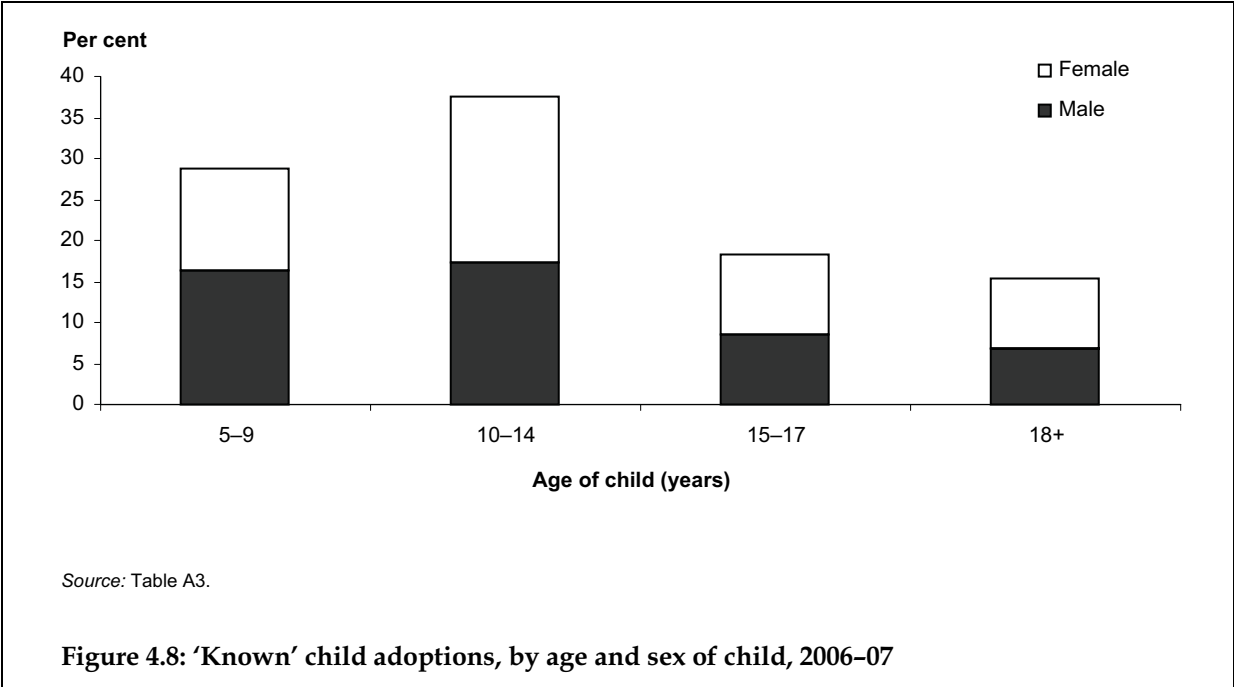 Per cent
Female
Male
40
35
30
25
20
15
10
5
0
5–9
10–14
15–17
18+
Age of child (years)
Source: Table A3.
Figure 4.8: ‘Known’ child adoptions, by age and sex of child, 2006–07